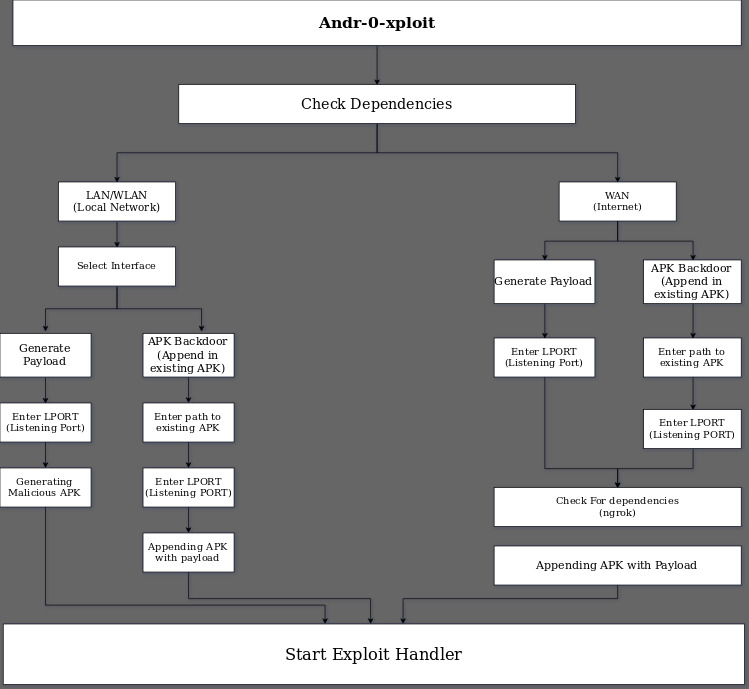 Andr-0-xploit
Check Dependencies
LAN/WLAN
(Local Network)
Select Interface
Generate
Payload
Enter LPORT
(Listening Port)
Generating
Malicious APK
APK Backdoor
(Append in
existing APK)
Enter path to
existing APK
Enter LPORT
(Listening PORT)
Appending APK
with payload
WAN
(Internet)
Generate Payload
Enter LPORT
(Listening Port)
APK Backdoor
(Append in
existing APK)
Enter path to
existing APK
Enter LPORT
(Listening PORT)
Check For dependencies
(ngrok)
Appending APK with Payload
Start Exploit Handler